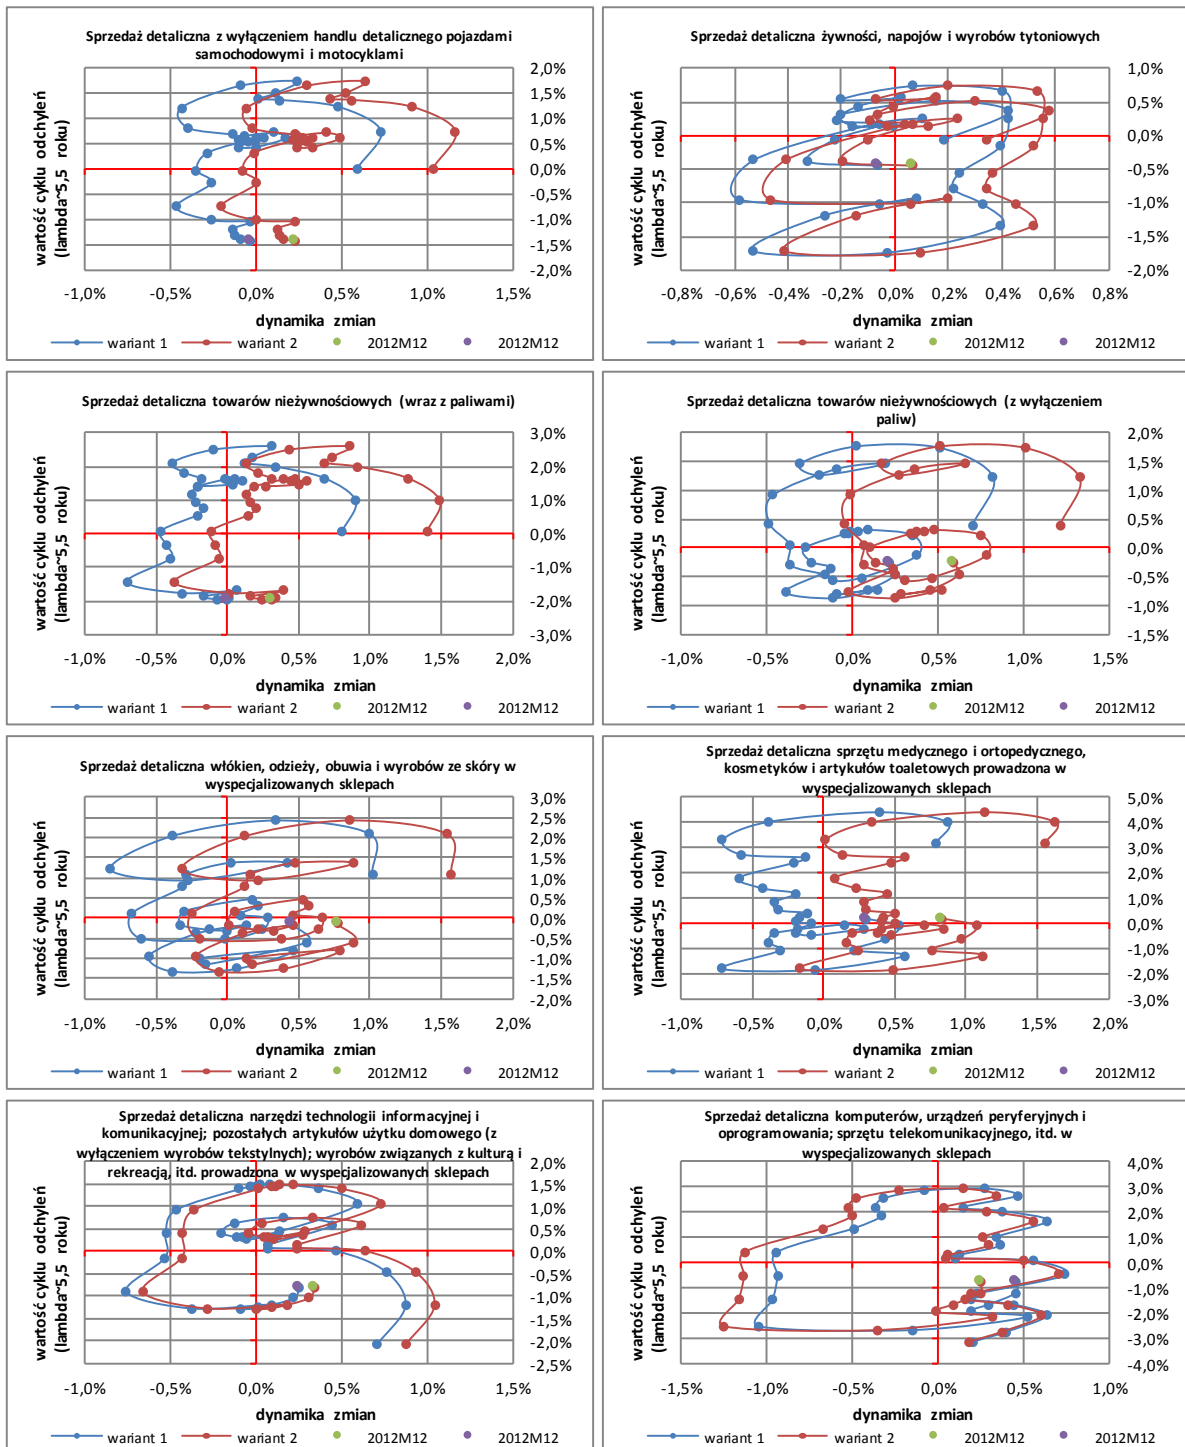 Sprzedaż detaliczna z wyłączeniem handlu detalicznego pojazdami
samochodowymi i motocyklami
wartość cyklu odchyleń
(lambda~5,5 roku)
2,0%
1,5%
1,0%
0,5%
0,0%
-0,5%
-1,0%
-1,5%
-2,0%
-1,0% -0,5% 0,0% 0,5% 1,0% 1,5%
dynamika zmian
wariant 1 wariant 2 2012M12 2012M12
Sprzedaż detaliczna żywności, napojów i wyrobów tytoniowych
wartość cyklu odchyleń
(lambda~5,5 roku)
1,0%
0,5%
0,0%
-0,5%
-1,0%
-1,5%
-2,0%
-0,8% -0,6% -0,4% -0,2% 0,0% 0,2% 0,4% 0,6% 0,8%
dynamika zmian
wariant 1 wariant 2 2012M12 2012M12
Sprzedaż detaliczna towarów nieżywnościowych (wraz z paliwami)
wartość cyklu odchyleń
(lambda~5,5 roku)
3,0%
2,0%
1,0%
0,0%
-1,0%
-2,0%
-3,0%
-1,0% -0,5% 0,0% 0,5% 1,0% 1,5% 2,0%
dynamika zmian
wariant 1 wariant 2 2012M12 2012M12
Sprzedaż detaliczna towarów nieżywnościowych (z wyłączeniem
paliw)
wartość cyklu odchyleń
(lambda~5,5 roku)
2,0%
1,5%
1,0%
0,5%
0,0%
-0,5%
-1,0%
-1,5%
-1,0% -0,5% 0,0% 0,5% 1,0% 1,5%
dynamika zmian
wariant 1 wariant 2 2012M12 2012M12
Sprzedaż detaliczna włókien, odzieży, obuwia i wyrobów ze skóry w
wyspecjalizowanych sklepach
wartość cyklu odchyleń
(lambda~5,5 roku)
3,0%
2,5%
2,0%
1,5%
1,0%
0,5%
0,0%
-0,5%
-1,0%
-1,5%
-2,0%
-1,0% -0,5% 0,0% 0,5% 1,0% 1,5% 2,0%
dynamika zmian
wariant 1 wariant 2 2012M12 2012M12
Sprzedaż detaliczna sprzętu medycznego i ortopedycznego,
kosmetyków i artykułów toaletowych prowadzona w
wyspecjalizowanych sklepach
wartość cyklu odchyleń
(lambda~5,5 roku)
5,0%
4,0%
3,0%
2,0%
1,0%
0,0%
-1,0%
-2,0%
-3,0%
-1,0% -0,5% 0,0% 0,5% 1,0% 1,5% 2,0%
dynamika zmian
wariant 1 wariant 2 2012M12 2012M12
Sprzedaż detaliczna narzędzi technologii informacyjnej i
komunikacyjnej; pozostałych artykułów użytku domowego (z
wyłączeniem wyrobów tekstylnych); wyrobów związanych z kulturą i
rekreacją, itd. prowadzona w wyspecjalizowanych sklepach
wartość cyklu odchyleń
(lambda~5,5 roku)
2,0%
1,5%
1,0%
0,5%
0,0%
-0,5%
-1,0%
-1,5%
-2,0%
-2,5%
-1,0% -0,5% 0,0% 0,5% 1,0% 1,5%
dynamika zmian
wariant 1 wariant 2 2012M12 2012M12
Sprzedaż detaliczna komputerów, urządzeń peryferyjnych i
oprogramowania; sprzętu telekomunikacyjnego, itd. w
wyspecjalizowanych sklepach
wartość cyklu odchyleń
(lambda~5,5 roku)
4,0%
3,0%
2,0%
1,0%
0,0%
-1,0%
-2,0%
-3,0%
-4,0%
-1,5% -1,0% -0,5% 0,0% 0,5% 1,0%
dynamika zmian
wariant 1 wariant 2 2012M12 2012M12